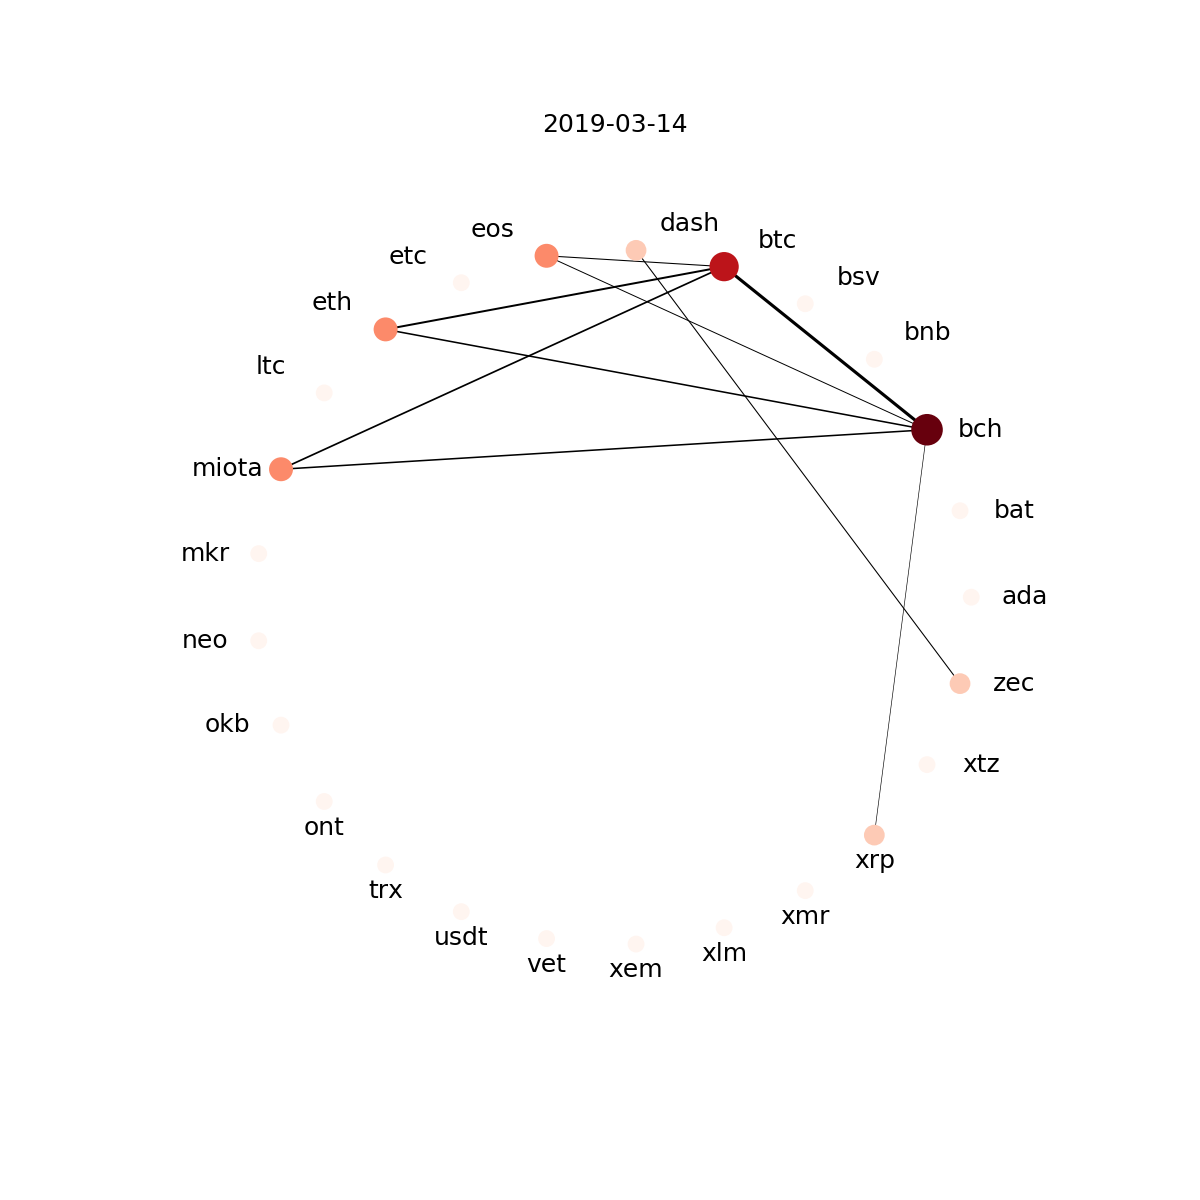 2019-03-14
dash
eos
btc
etc
bsv
eth
bnb
ltc
bch
miota
bat
mkr
ada
neo
zec
okb
xtz
ont
xrp
trx
xmr
usdt
xlm
vet
xem